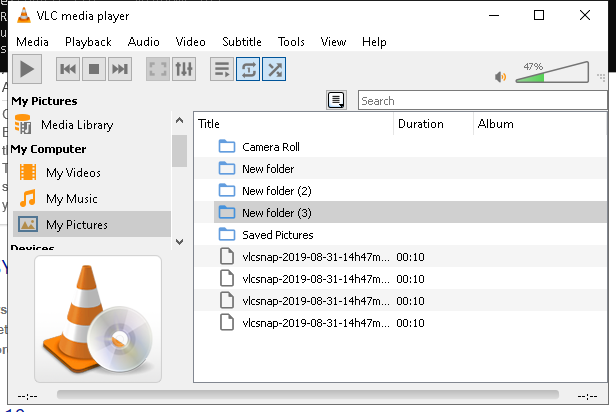 VLC media player
Media Playback Audio Video Subtitle Tools View Help
47%
Search
My Pictures
Media Library
My Computer
My Videos
My Music
My Pictures
Devices
Title Duration Album
Camera Roll
New folder
New folder (2)
New folder (3)
Saved Pictures
vlcsnap-2019-08-31-14h47m... 00:10
vlcsnap-2019-08-31-14h47m... 00:10
vlcsnap-2019-08-31-14h47m... 00:10
vlcsnap-2019-08-31-14h47m... 00:10
--:-- --:--